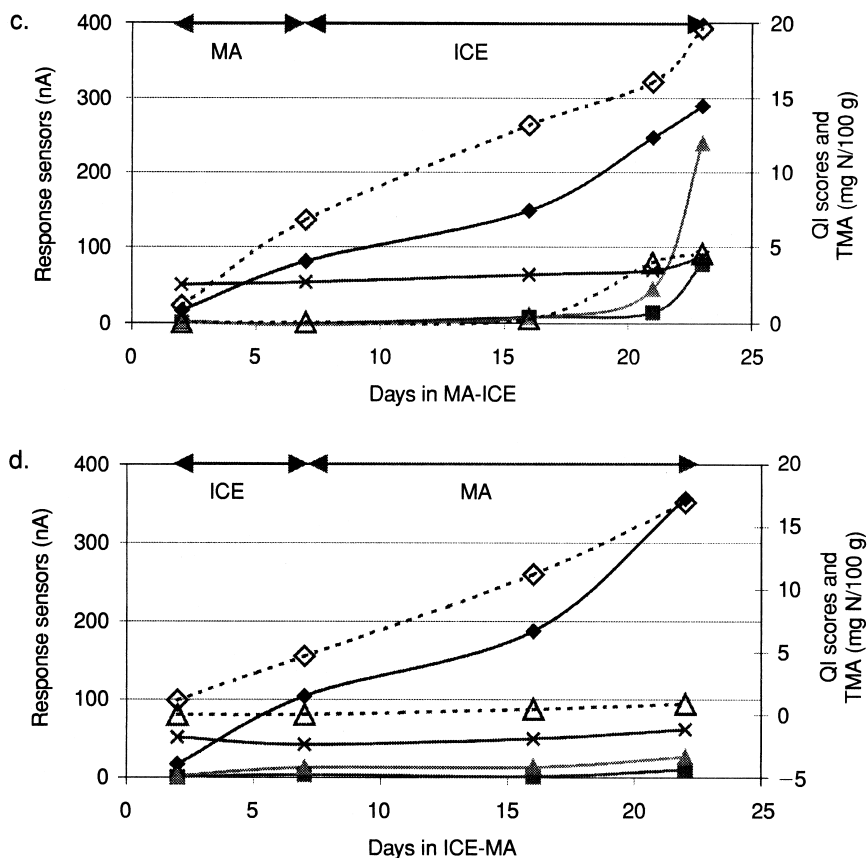 c.
400
300
200
100
0
Response sensors (nA)
MA
ICE
20
15
10
5
0
QI scores and
TMA (mg N/100 g)
0
5
10
15
20
25
Days in MA-ICE
d.
400
300
200
100
0
Response sensors (nA)
ICE
MA
20
15
10
5
0
−5
QI scores and
TMA (mg N/100 g)
0
5
10
15
20
25
Days in ICE-MA